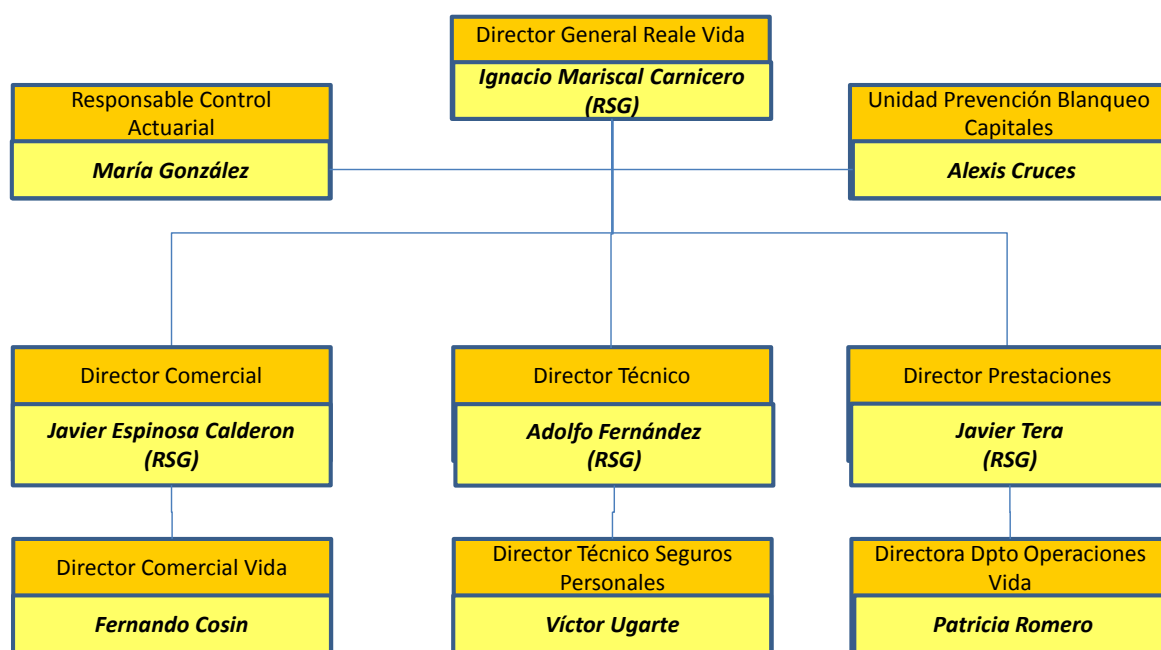 Director General Reale Vida
Ignacio Mariscal Carnicero
(RSG)
Responsable Control
Actuarial
María González
Unidad Prevención Blanqueo
Capitales
Alexis Cruces
Director Comercial
Javier Espinosa Calderon
(RSG)
Director Técnico
Adolfo Fernández
(RSG)
Director Prestaciones
Javier Tera
(RSG)
Director Comercial Vida
Fernando Cosin
Director Técnico Seguros
Personales
Víctor Ugarte
Directora Dpto Operaciones
Vida
Patricia Romero